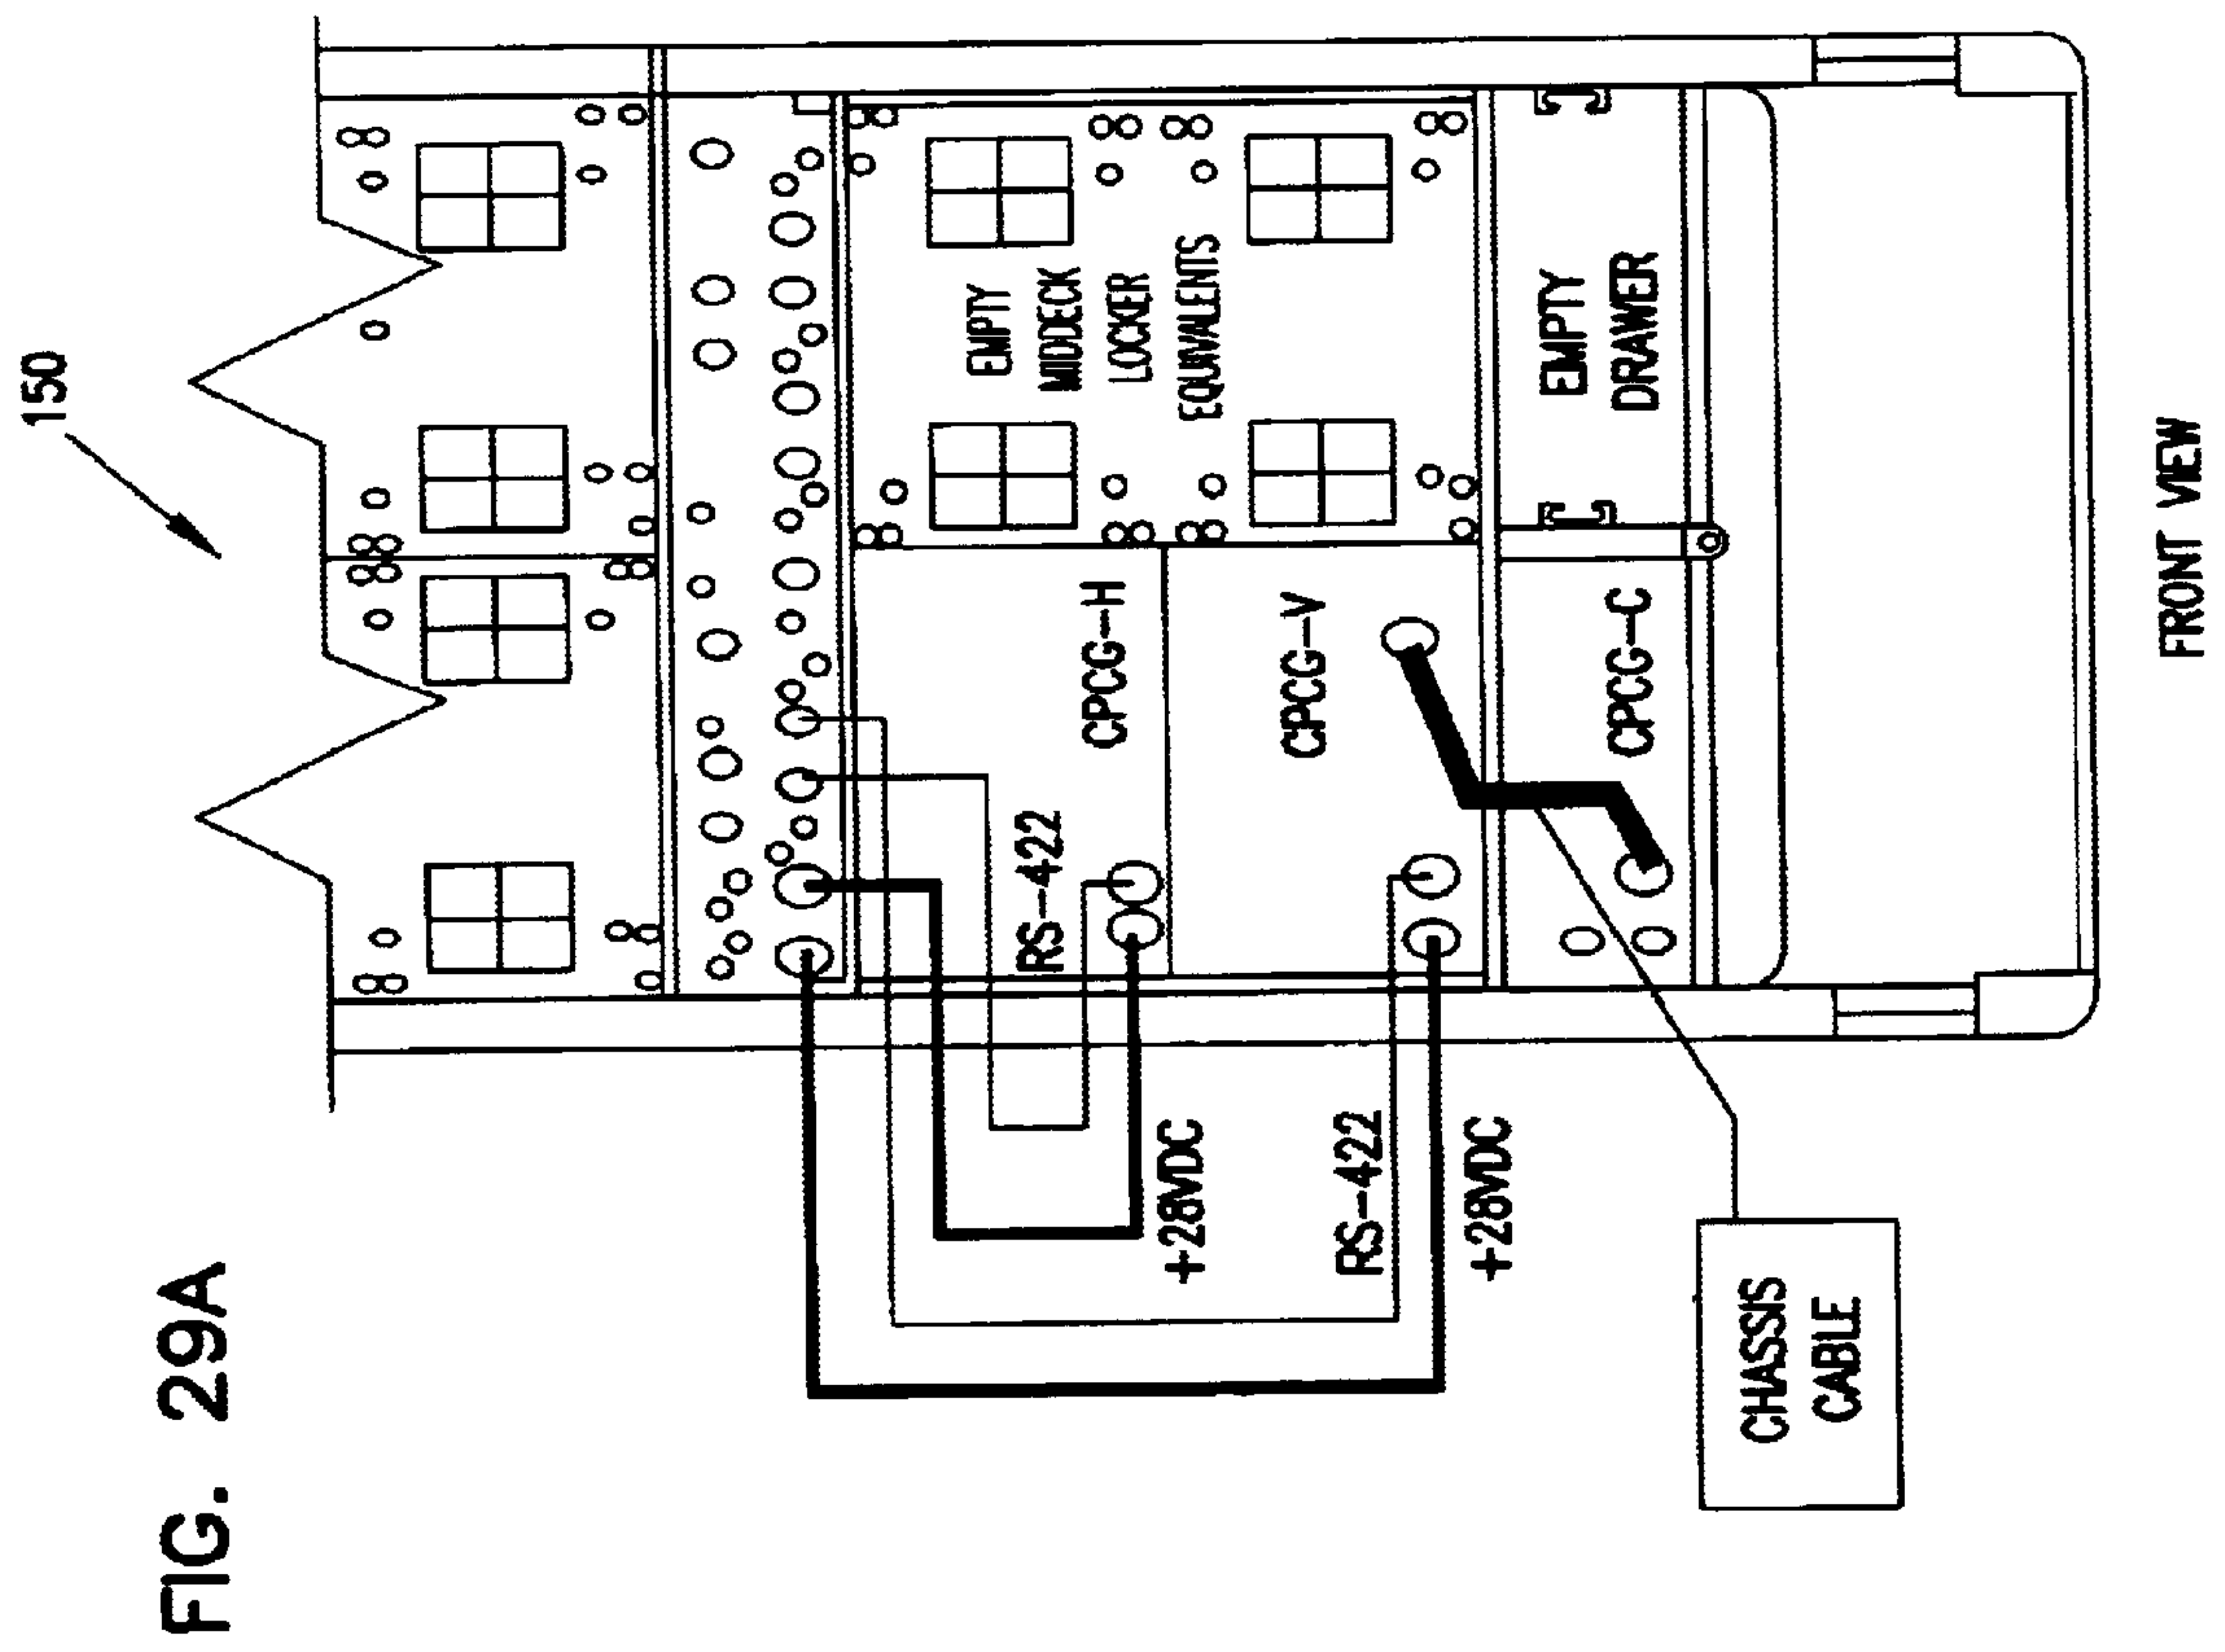 FIG. 29A
150
EMPTY
MIDDECK
LOCKER
EQUIVALENTS
EMPTY
DRAWER
CPCG-H
CPCG-V
CPCG-C
RS-422
+28VDC
RS-422
+28VDC
CHASSIS
CABLE
FRONT VIEW